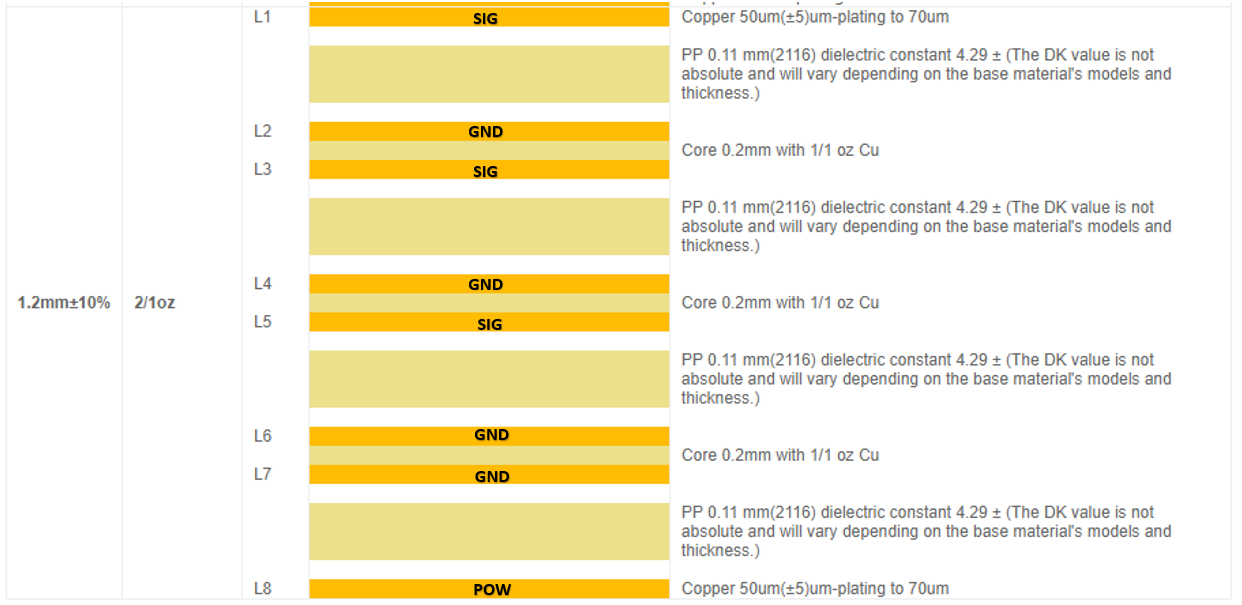 L1
SIG
Copper 50um(±5)um-plating to 70um
PP 0.11 mm(2116) dielectric constant 4.29 ± (The DK value is not
absolute and will vary depending on the base material's models and
thickness.)
L2
GND
Core 0.2mm with 1/1 oz Cu
L3
SIG
PP 0.11 mm(2116) dielectric constant 4.29 ± (The DK value is not
absolute and will vary depending on the base material's models and
thickness.)
L4
GND
1.2mm±10%
2/1oz
Core 0.2mm with 1/1 oz Cu
L5
SIG
PP 0.11 mm(2116) dielectric constant 4.29 ± (The DK value is not
absolute and will vary depending on the base material's models and
thickness.)
L6
GND
Core 0.2mm with 1/1 oz Cu
L7
GND
PP 0.11 mm(2116) dielectric constant 4.29 ± (The DK value is not
absolute and will vary depending on the base material's models and
thickness.)
L8
POW
Copper 50um(±5)um-plating to 70um